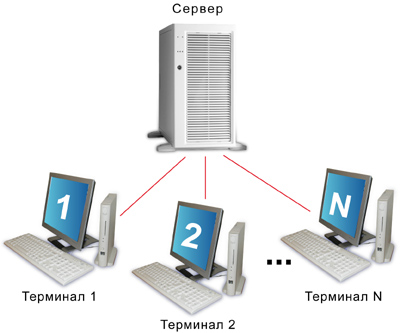 Сервер
1
2
...
N
Терминал 1
Терминал 2
Терминал N